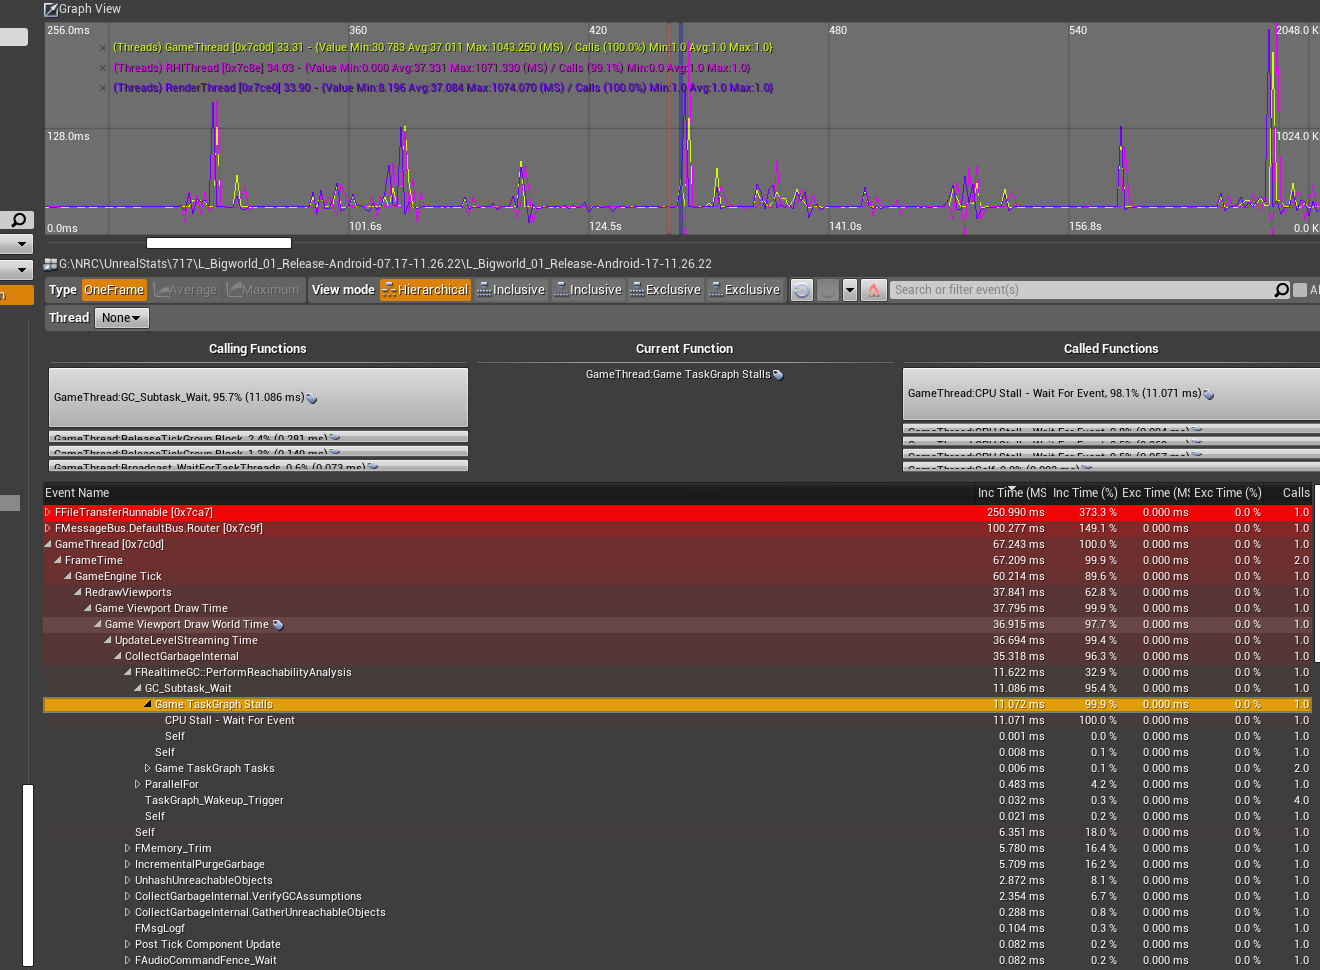 Graph View
256.0ms 360 420 480 540 2048.0 K
× (Threads) GameThread [0x7c0d] 33.31 - {Value Min:30.783 Avg:37.011 Max:1043.250 (MS) / Calls (100.0%) Min:1.0 Avg:1.0 Max:1.0}
× (Threads) RHIThread [0x7c8e] 34.03 - {Value Min:0.000 Avg:37.331 Max:1071.330 (MS) / Calls (99.1%) Min:0.0 Avg:1.0 Max:1.0}
× (Threads) RenderThread [0x7ce0] 33.90 - {Value Min:8.196 Avg:37.084 Max:1074.070 (MS) / Calls (100.0%) Min:1.0 Avg:1.0 Max:1.0}
128.0ms 1024.0 K
0.0ms 101.6s 124.5s 141.0s 156.8s 0.0 K
G:\NRC\UnrealStats\717\L_Bigworld_01_Release-Android-07.17-11.26.22\L_Bigworld_01_Release-Android-17-11.26.22
Type OneFrame Average Maximum View mode Hierarchical Inclusive Inclusive Exclusive Exclusive Search or filter event(s)
Thread None
Calling Functions Current Function Called Functions
GameThread:Game TaskGraph Stalls
GameThread:GC_Subtask_Wait, 95.7% (11.086 ms) GameThread:CPU Stall - Wait For Event, 98.1% (11.071 ms)
GameThread:ReleaseTickGroup Block, 2.4% (0.281 ms)
GameThread:ReleaseTickGroup Block, 1.3% (0.149 ms)
GameThread:Broadcast_WaitForTaskThreads, 0.6% (0.073 ms)
Event Name Inc Time (MS Inc Time (%) Exc Time (MS Exc Time (%) Calls
FFileTransferRunnable [0x7ca7] 250.990 ms 373.3 % 0.000 ms 0.0 % 1.0
FMessageBus.DefaultBus.Router [0x7c9f] 100.277 ms 149.1 % 0.000 ms 0.0 % 1.0
GameThread [0x7c0d] 67.243 ms 100.0 % 0.000 ms 0.0 % 1.0
FrameTime 67.209 ms 99.9 % 0.000 ms 0.0 % 2.0
GameEngine Tick 60.214 ms 89.6 % 0.000 ms 0.0 % 1.0
RedrawViewports 37.841 ms 62.8 % 0.000 ms 0.0 % 1.0
Game Viewport Draw Time 37.795 ms 99.9 % 0.000 ms 0.0 % 1.0
Game Viewport Draw World Time 36.915 ms 97.7 % 0.000 ms 0.0 % 1.0
UpdateLevelStreaming Time 36.694 ms 99.4 % 0.000 ms 0.0 % 1.0
CollectGarbageInternal 35.318 ms 96.3 % 0.000 ms 0.0 % 1.0
FRealtimeGC::PerformReachabilityAnalysis 11.622 ms 32.9 % 0.000 ms 0.0 % 1.0
GC_Subtask_Wait 11.086 ms 95.4 % 0.000 ms 0.0 % 1.0
Game TaskGraph Stalls 11.072 ms 99.9 % 0.000 ms 0.0 % 1.0
CPU Stall - Wait For Event 11.071 ms 100.0 % 0.000 ms 0.0 % 1.0
Self 0.001 ms 0.0 % 0.000 ms 0.0 % 1.0
Self 0.008 ms 0.1 % 0.000 ms 0.0 % 1.0
Game TaskGraph Tasks 0.006 ms 0.1 % 0.000 ms 0.0 % 2.0
ParallelFor 0.483 ms 4.2 % 0.000 ms 0.0 % 1.0
TaskGraph_Wakeup_Trigger 0.032 ms 0.3 % 0.000 ms 0.0 % 4.0
Self 0.021 ms 0.2 % 0.000 ms 0.0 % 1.0
Self 6.351 ms 18.0 % 0.000 ms 0.0 % 1.0
FMemory_Trim 5.780 ms 16.4 % 0.000 ms 0.0 % 1.0
IncrementalPurgeGarbage 5.709 ms 16.2 % 0.000 ms 0.0 % 1.0
UnhashUnreachableObjects 2.872 ms 8.1 % 0.000 ms 0.0 % 1.0
CollectGarbageInternal.VerifyGCAssumptions 2.354 ms 6.7 % 0.000 ms 0.0 % 1.0
CollectGarbageInternal.GatherUnreachableObjects 0.288 ms 0.8 % 0.000 ms 0.0 % 1.0
FMsgLogf 0.104 ms 0.3 % 0.000 ms 0.0 % 1.0
Post Tick Component Update 0.082 ms 0.2 % 0.000 ms 0.0 % 1.0
FAudioCommandFence_Wait 0.082 ms 0.2 % 0.000 ms 0.0 % 1.0